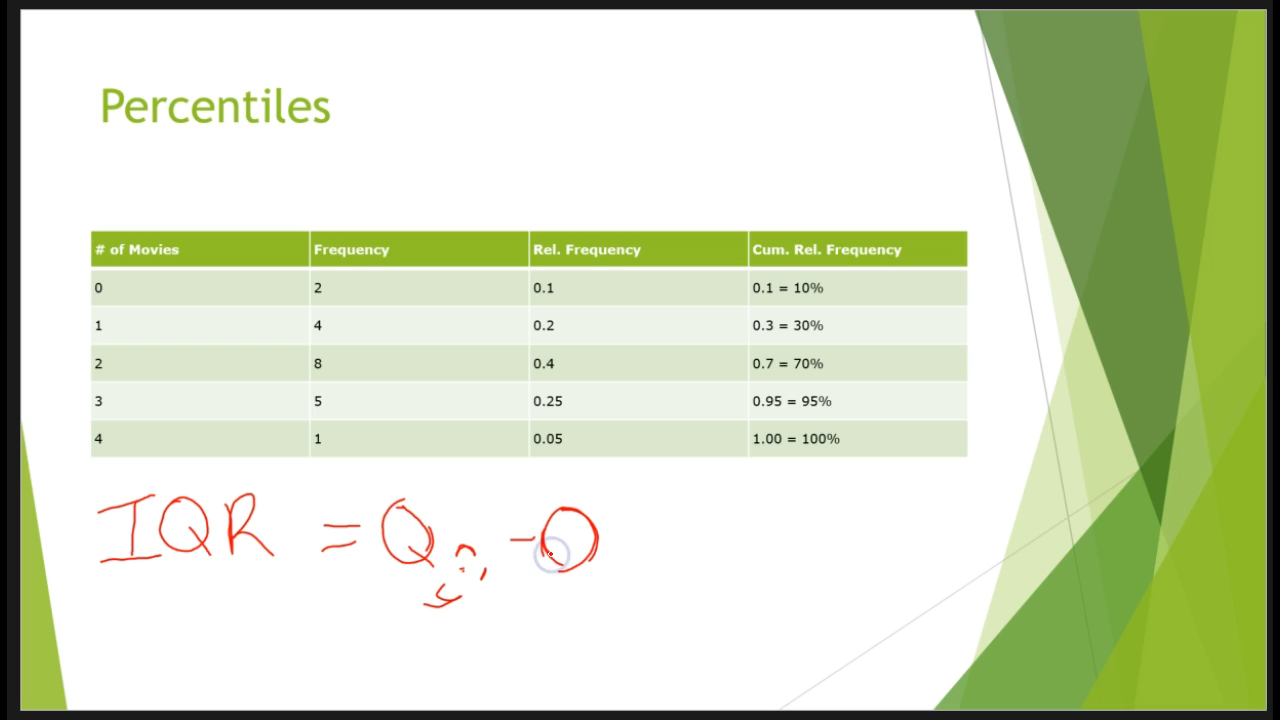 Percentiles
# of Movies Frequency Rel. Frequency Cum. Rel. Frequency
0 2 0.1 0.1 = 10%
1 4 0.2 0.3 = 30%
2 8 0.4 0.7 = 70%
3 5 0.25 0.95 = 95%
4 1 0.05 1.00 = 100%
IQR = Q -